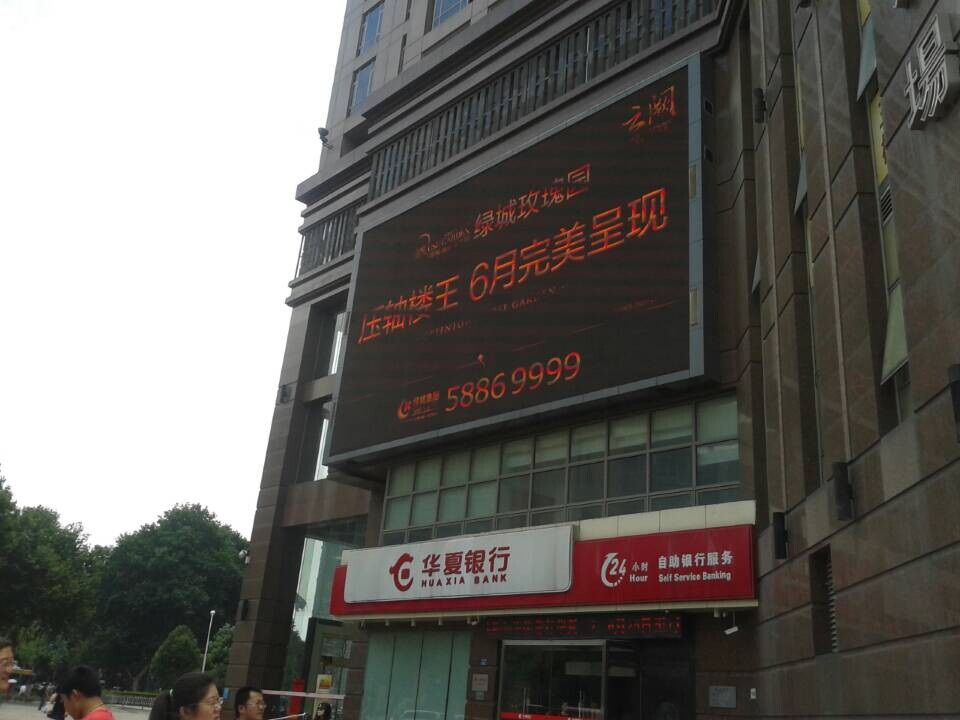 云阙
绿城玫瑰园
压轴楼王 6月完美呈现
5886 9999
華夏银行
HUAXIA BANK
24 小时 Hour
自助银行服务
Self Service Banking
場